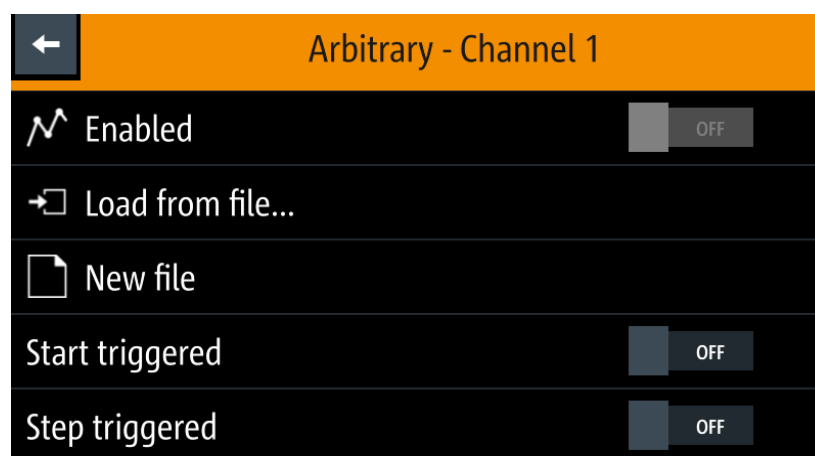 Arbitrary - Channel 1
Enabled OFF
Load from file...
New file
Start triggered OFF
Step triggered OFF